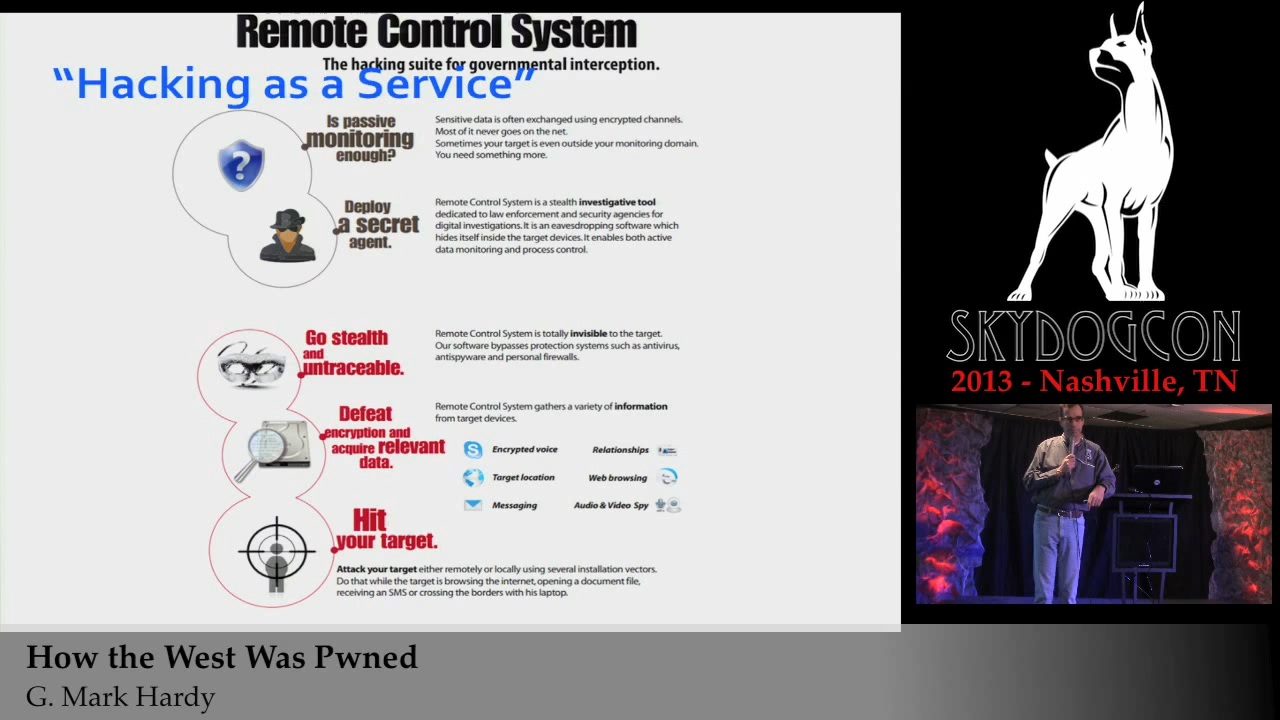 Remote Control System
The hacking suite for governmental interception.
“Hacking as a Service”
Is passive
monitoring
enough?
Sensitive data is often exchanged using encrypted channels.
Most of it never goes on the net.
Sometimes your target is even outside your monitoring domain.
You need something more.
Deploy
a secret
agent.
Remote Control System is a stealth investigative tool
dedicated to law enforcement and security agencies for
digital investigations. It is an eavesdropping software which
hides itself inside the target devices. It enables both active
data monitoring and process control.
Go stealth
and
untraceable.
Remote Control System is totally invisible to the target.
Our software bypasses protection systems such as antivirus,
antispyware and personal firewalls.
Defeat
encryption and
acquire relevant
data.
Remote Control System gathers a variety of information
from target devices.
Encrypted voice
Relationships
Target location
Web browsing
Messaging
Audio & Video Spy
Hit
your target.
Attack your target either remotely or locally using several installation vectors.
Do that while the target is browsing the internet, opening a document file,
receiving an SMS or crossing the borders with his laptop.
SKYDOGCON
2013 - Nashville, TN
How the West Was Pwned
G. Mark Hardy